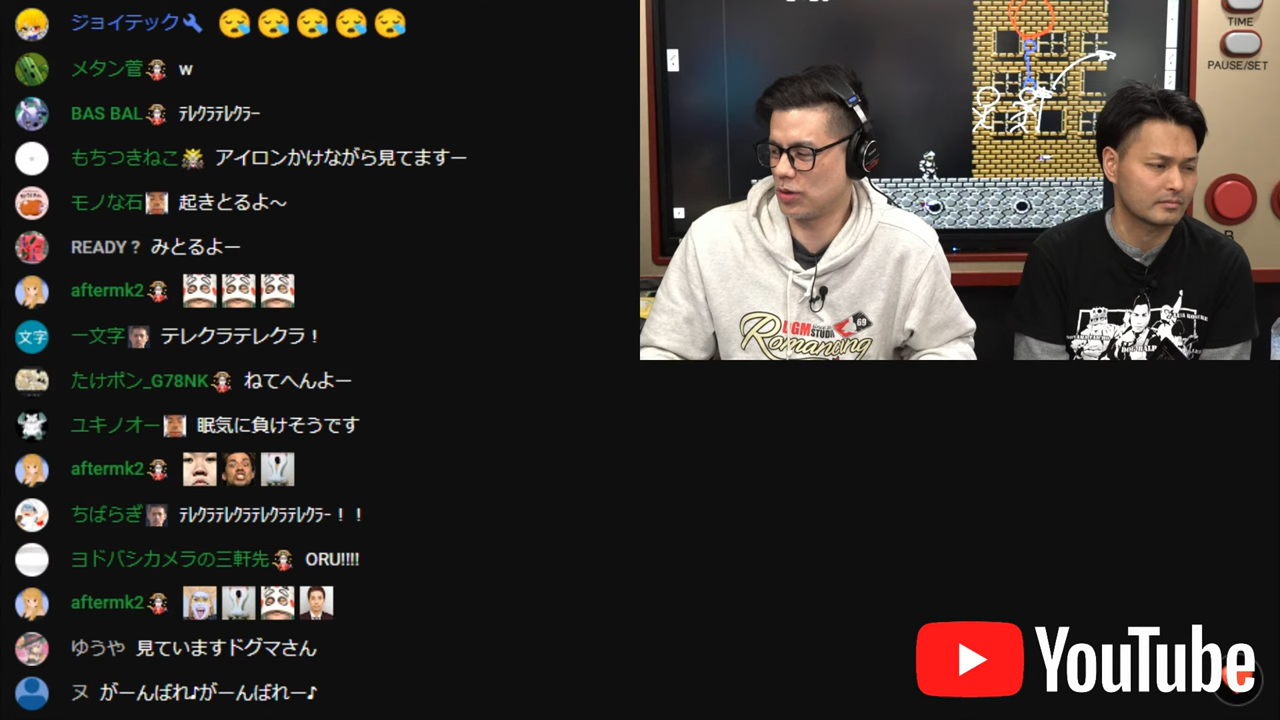 ジョイテック
メタン菅 w
BAS BAL ﾃﾚｸﾗﾃﾚｸﾗｰ
もちつきねこ アイロンかけながら見てますー
モノな石 起きとるよ〜
READY ? みとるよー
aftermk2
文字 一文字 テレクラテレクラ！
たけポン_G78NK ねてへんよー
ユキノオー 眠気に負けそうです
aftermk2
ちばらぎ ﾃﾚｸﾗﾃﾚｸﾗﾃﾚｸﾗﾃﾚｸﾗｰ！！
ヨドバシカメラの三軒先 ORU!!!!
aftermk2
ゆうや 見ていますドグマさん
ヌ がーんばれ♪がーんばれー♪
TIME
PAUSE/SET
B
UGM
STUDIO
69
Ramanong
YouTube